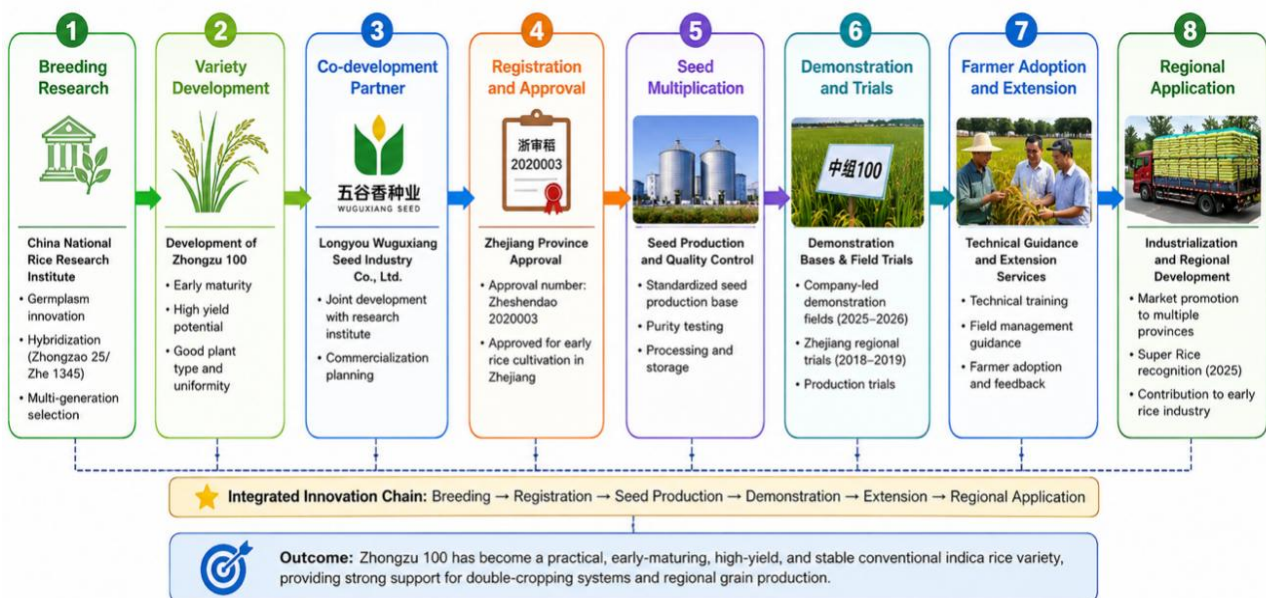 1
Breeding
Research
China National
Rice Research
Institute
• Germplasm
innovation
• Hybridization
(Zhongzao 25/
Zhe 1345)
• Multi-generation
selection
2
Variety
Development
Development of
Zhongzu 100
• Early maturity
• High yield
potential
• Good plant
type and
uniformity
3
Co-development
Partner
五谷香种业
WUGUXIANG SEED
Longyou Wuguxiang
Seed Industry
Co., Ltd.
• Joint development
with research
institute
• Commercialization
planning
4
Registration
and Approval
浙审稻
2020003
Zhejiang Province
Approval
• Approval number:
Zheshendao
2020003
• Approved for early
rice cultivation in
Zhejiang
5
Seed
Multiplication
Seed Production
and Quality Control
• Standardized seed
production base
• Purity testing
• Processing and
storage
6
Demonstration
and Trials
中组100
Demonstration
Bases & Field Trials
• Company-led
demonstration
fields (2025–2026)
• Zhejiang regional
trials (2018–2019)
• Production trials
7
Farmer Adoption
and Extension
Technical Guidance
and Extension
Services
• Technical training
• Field management
guidance
• Farmer adoption
and feedback
8
Regional
Application
Industrialization
and Regional
Development
• Market promotion
to multiple
provinces
• Super Rice
recognition (2025)
• Contribution to early
rice industry
Integrated Innovation Chain: Breeding → Registration → Seed Production → Demonstration → Extension → Regional Application
Outcome: Zhongzu 100 has become a practical, early-maturing, high-yield, and stable conventional indica rice variety,
providing strong support for double-cropping systems and regional grain production.